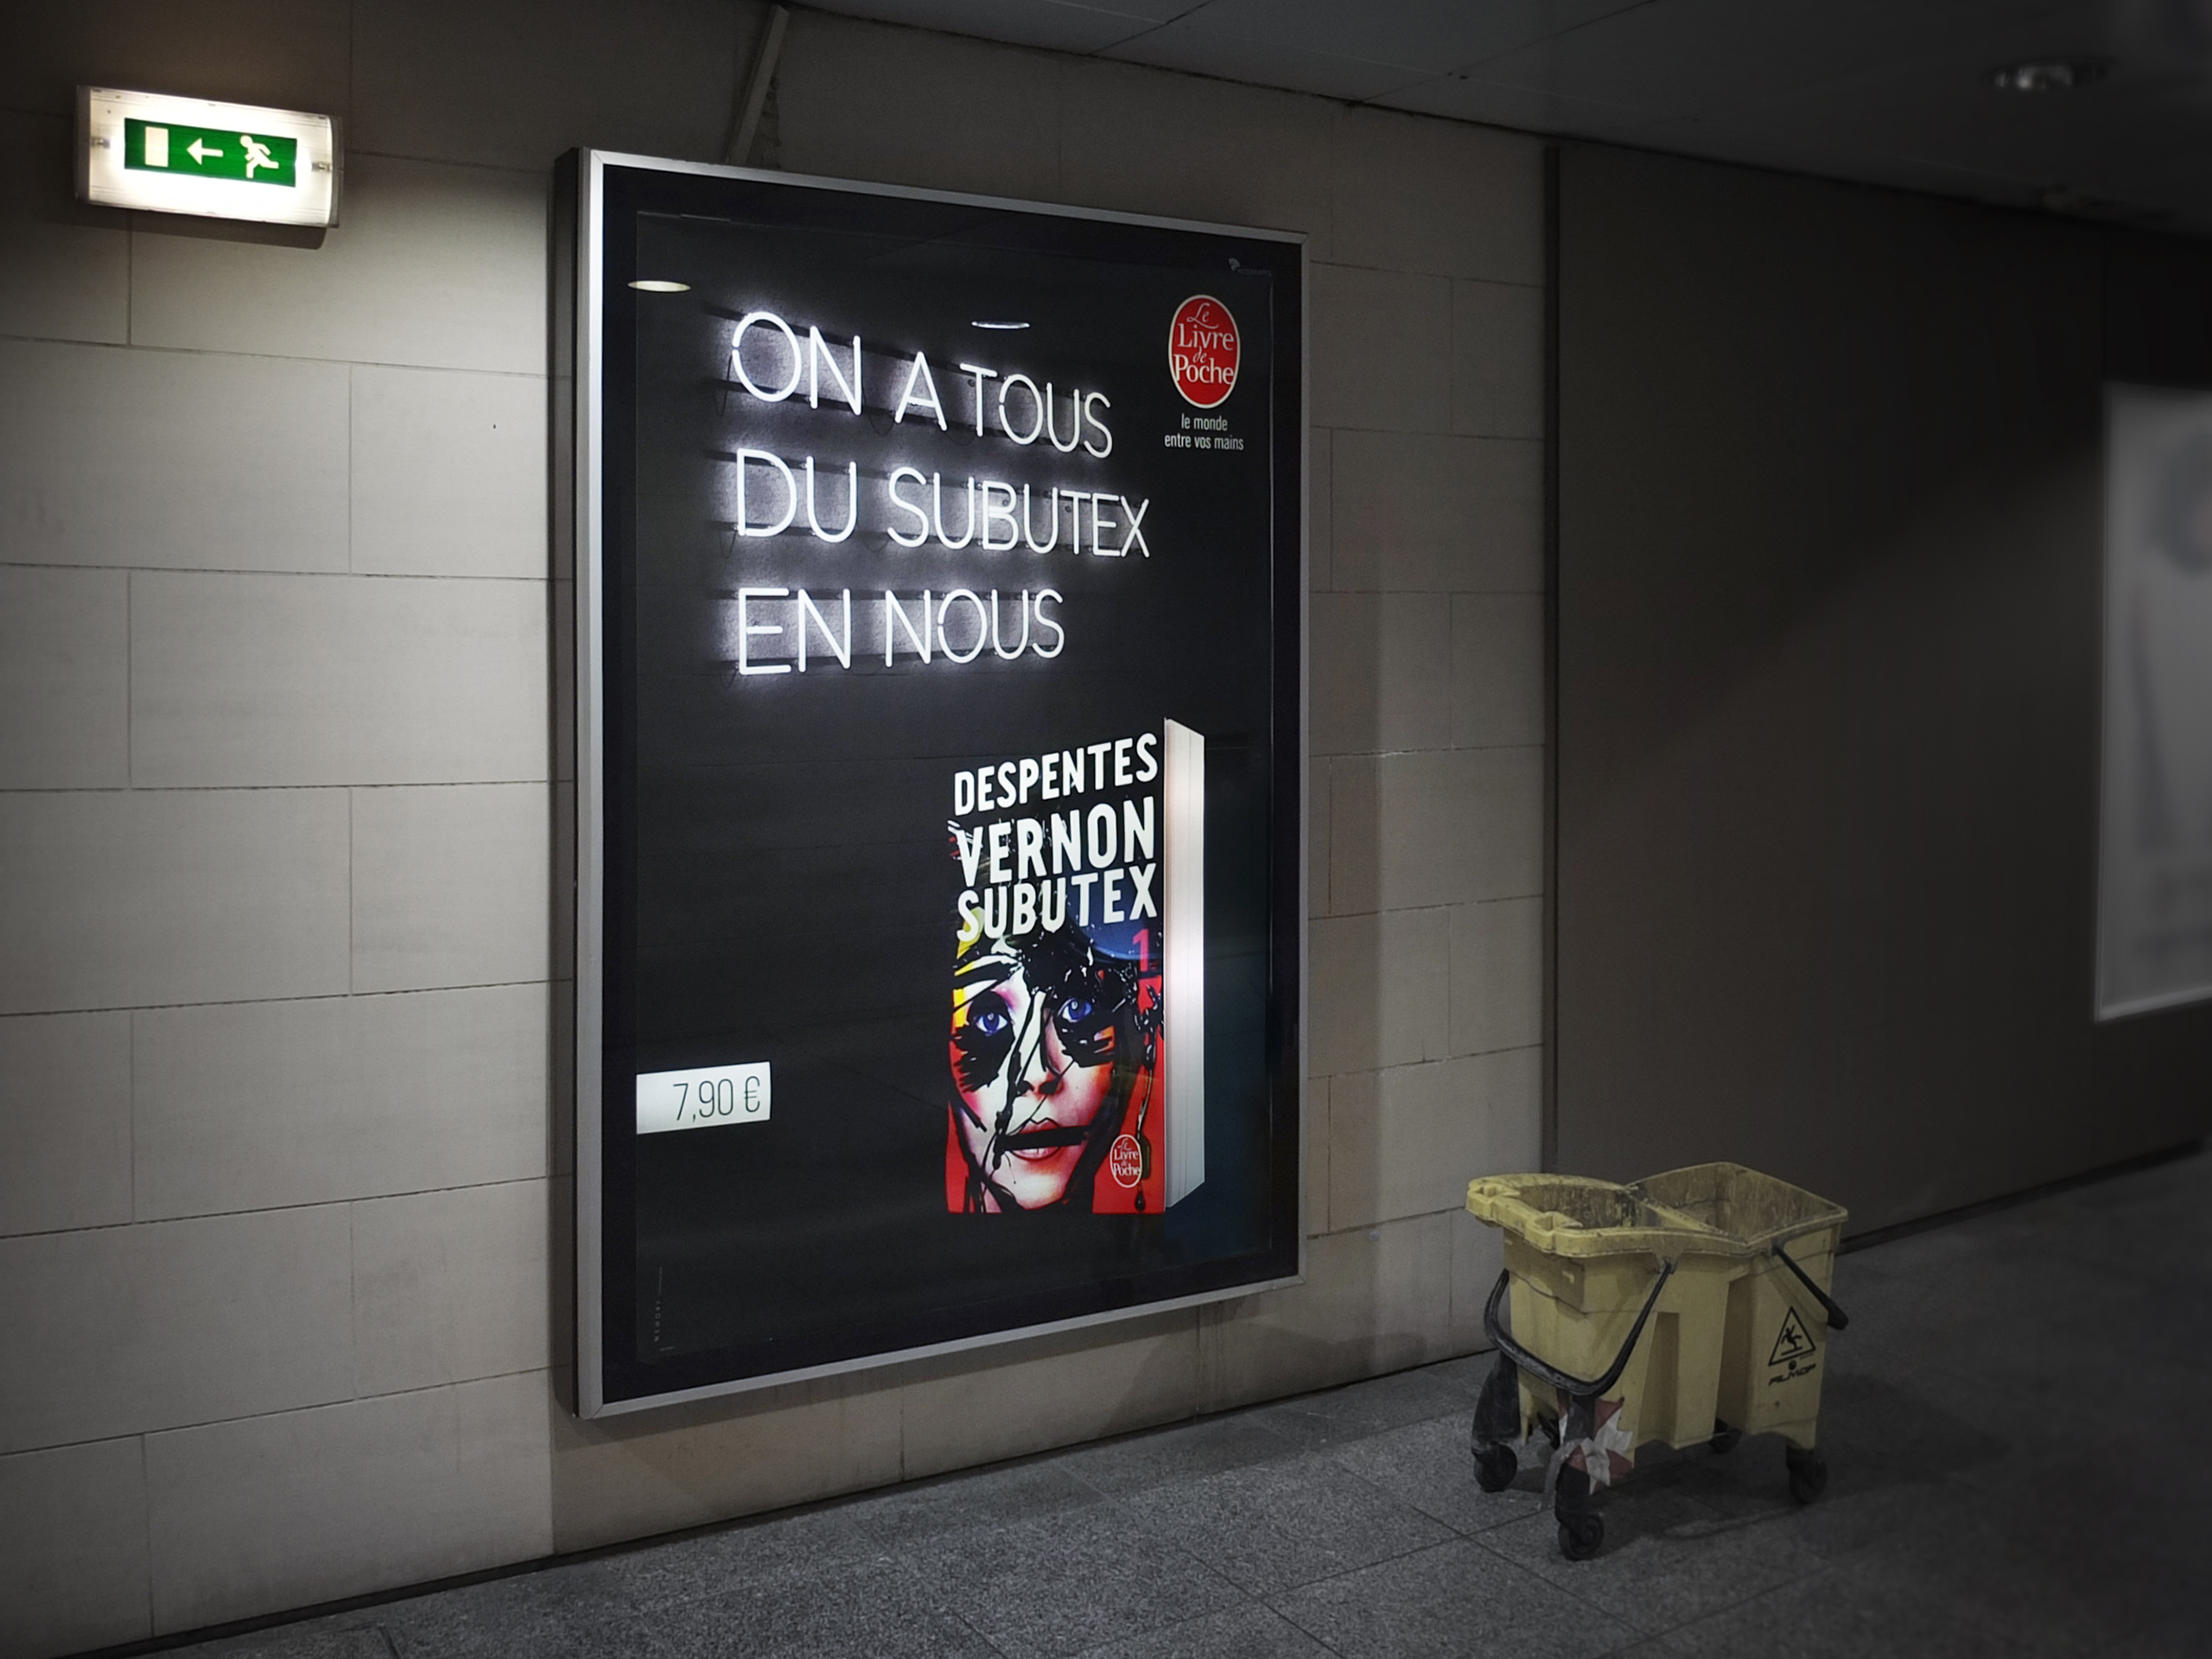 ON A TOUS
DU SUBUTEX
EN NOUS
Le
Livre
de
Poche
le monde
entre vos mains
DESPENTES
VERNON
SUBUTEX
1
Le
Livre
de
Poche
7,90 €
FILMOP